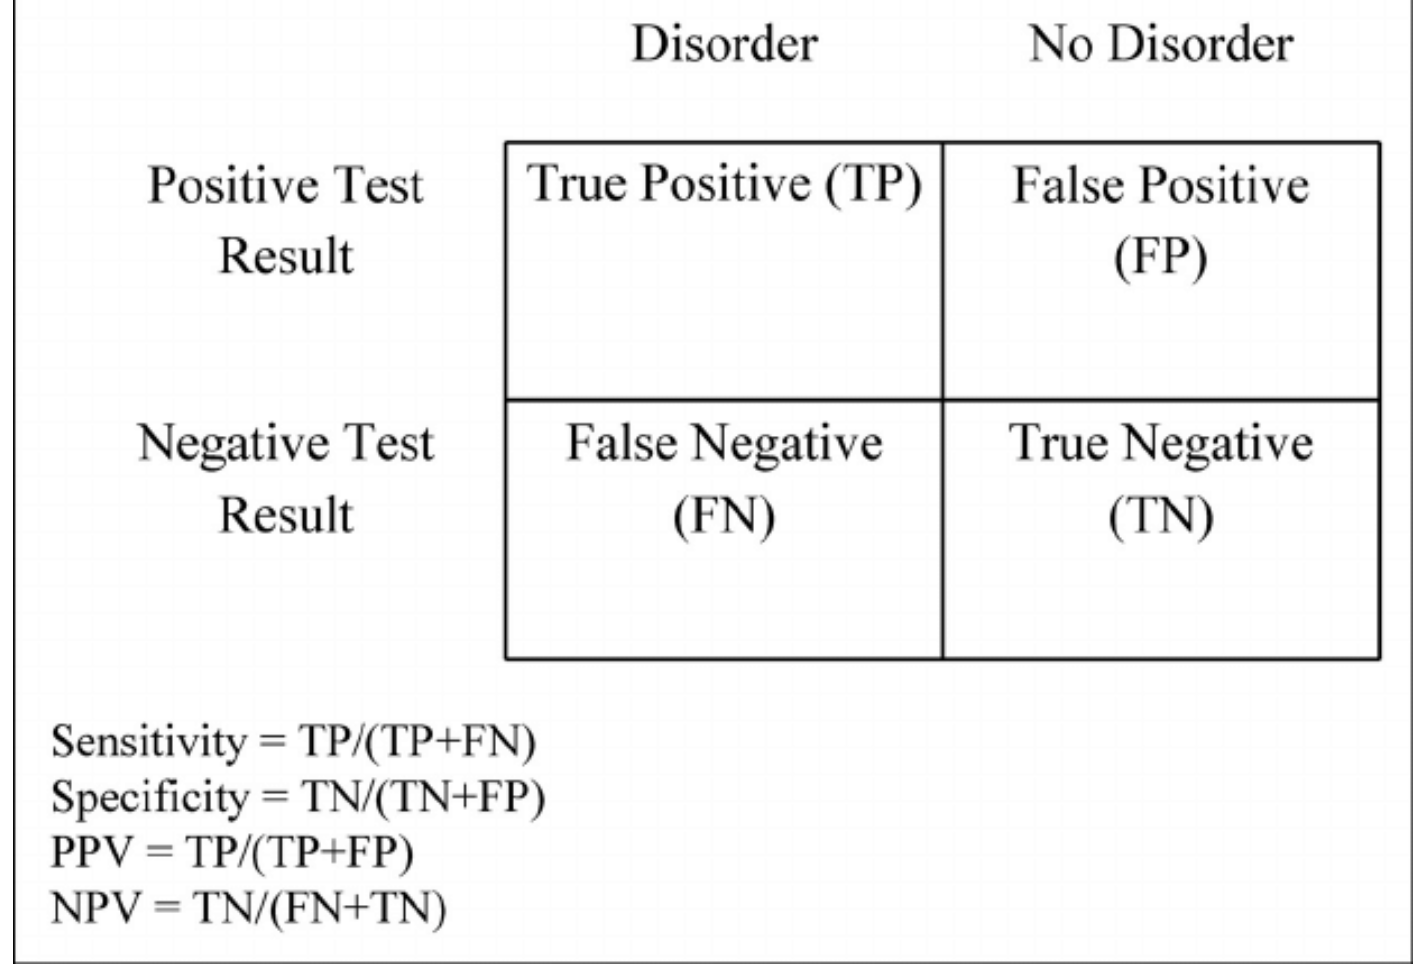 Disorder No Disorder
Positive Test True Positive (TP) False Positive
Result (FP)
Negative Test False Negative True Negative
Result (FN) (TN)
Sensitivity = TP/(TP+FN)
Specificity = TN/(TN+FP)
PPV = TP/(TP+FP)
NPV = TN/(FN+TN)